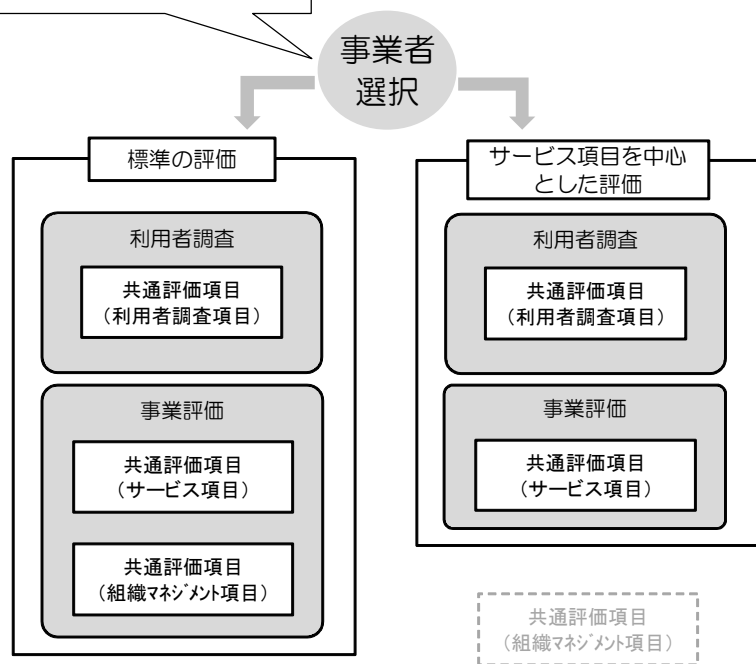 事業者
選択
標準の評価
利用者調査
共通評価項目
（利用者調査項目）
事業評価
共通評価項目
（サービス項目）
共通評価項目
（組織マネジメント項目）
サービス項目を中心
とした評価
利用者調査
共通評価項目
（利用者調査項目）
事業評価
共通評価項目
（サービス項目）
共通評価項目
（組織マネジメント項目）